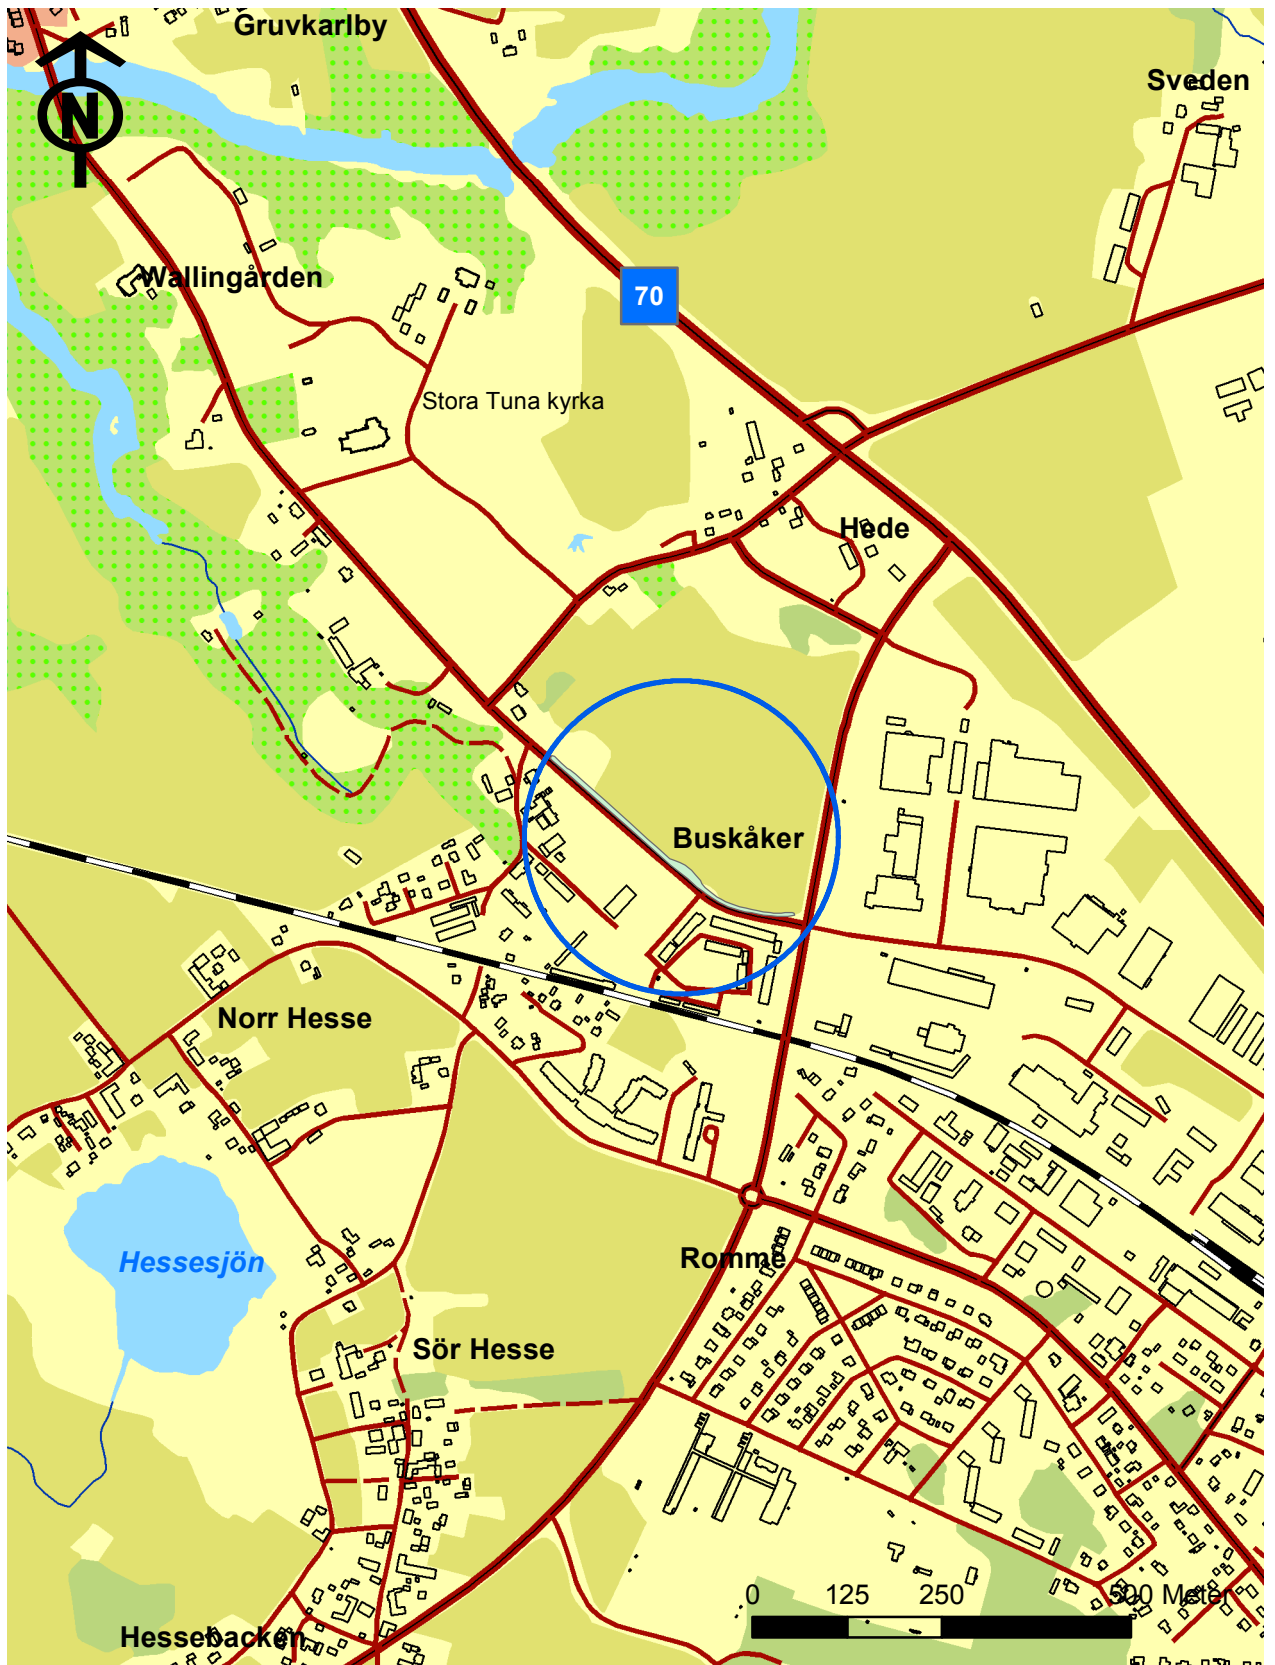 Gruvkarlby
Sveden
N
Wallingården
70
Stora Tuna kyrka
Hede
Buskåker
Norr Hesse
Hessesjön
Romme
Sör Hesse
0 125 250 500 Meter
Hessebacken